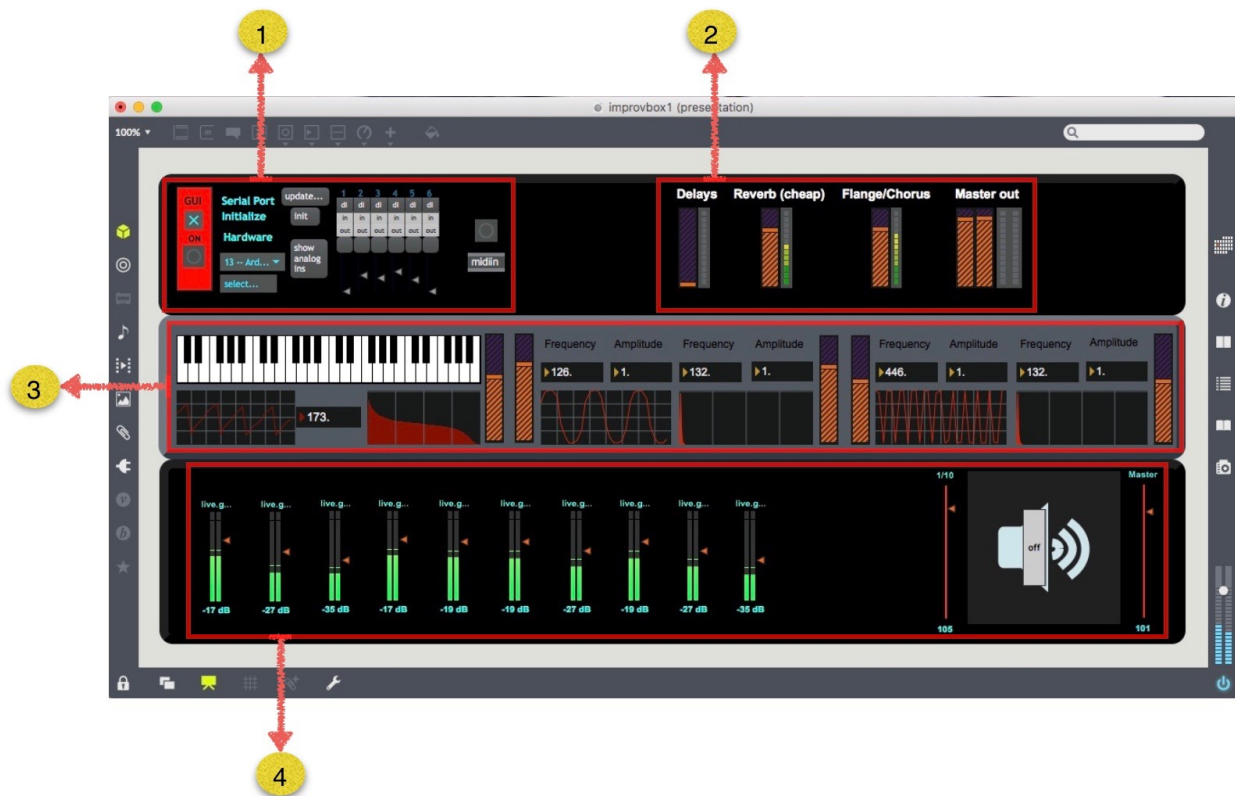 1
2
improvbox1 (presentation)
100%
GUI
ON
Serial Port
Initialize
Hardware
13 -- Ard...
select...
update...
init
show
analog
ins
1 2 3 4 5 6
di di di di di di
in in in in in in
out out out out out out
midiin
Delays Reverb (cheap) Flange/Chorus Master out
3
Frequency Amplitude Frequency Amplitude Frequency Amplitude Frequency Amplitude
126. 1. 132. 1. 446. 1. 132. 1.
173.
1/10 Master
live.g... live.g... live.g... live.g... live.g... live.g... live.g... live.g... live.g... live.g...
off
-17 dB -27 dB -35 dB -17 dB -19 dB -19 dB -27 dB -19 dB -27 dB -35 dB
105 101
4